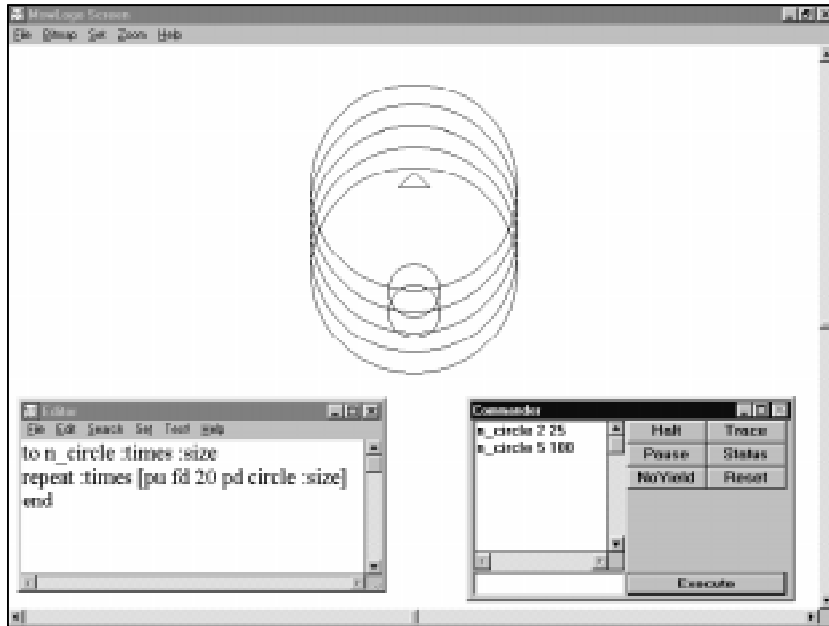 MswLogo Screen
File Bitmap Set Zoom Help
Editor
File Edit Search Set Test! Help
to n_circle :times :size
repeat :times [pu fd 20 pd circle :size]
end
Commander
n_circle 2 25
n_circle 5 100
Halt Trace
Pause Status
NoYield Reset
Execute